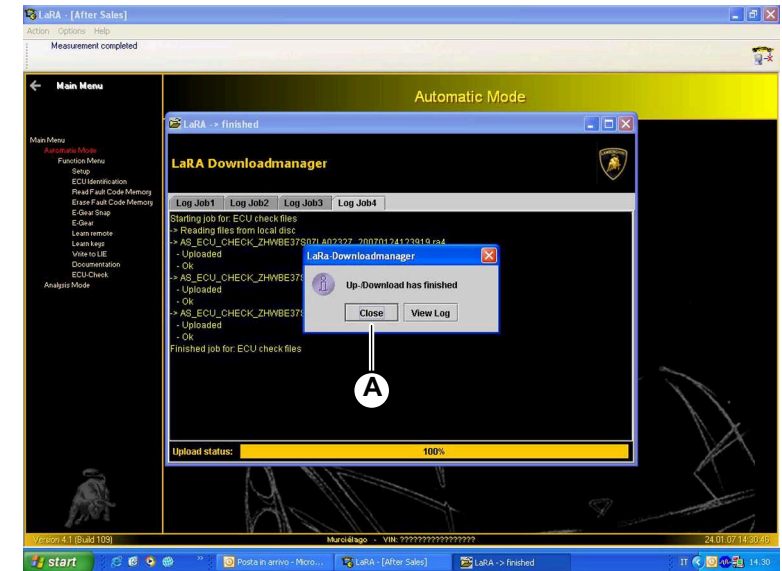 LaRA - [After Sales]
Action Options Help
Measurement completed
Main Menu
Automatic Mode
Main Menu
Automatic Mode
Function Menu
Setup
ECU Identification
Read Fault Code Memory
Erase Fault Code Memory
E-Gear Snap
E-Gear
Learn remote
Learn keys
Write to LIE
Documentation
ECU-Check
Analysis Mode
LaRA -> finished
LaRA Downloadmanager
Log Job1 Log Job2 Log Job3 Log Job4
Starting job for: ECU check files
-> Reading files from local disc
-> AS_ECU_CHECK_ZHWBE37S07LA02327_20070124123919.ra4
- Uploaded
- Ok
-> AS_ECU_CHECK_ZHWBE37S
- Uploaded
- Ok
-> AS_ECU_CHECK_ZHWBE37S
- Uploaded
- Ok
Finished job for: ECU check files
LaRa-Downloadmanager
Up-/Download has finished
Close View Log
A
Upload status: 100%
Version 4.1 (Build 109) Murciélago - VIN: ????????????????? 24.01.07 14:30:46
start Posta in arrivo - Micro... LaRA - [After Sales] LaRA -> finished IT 14.30